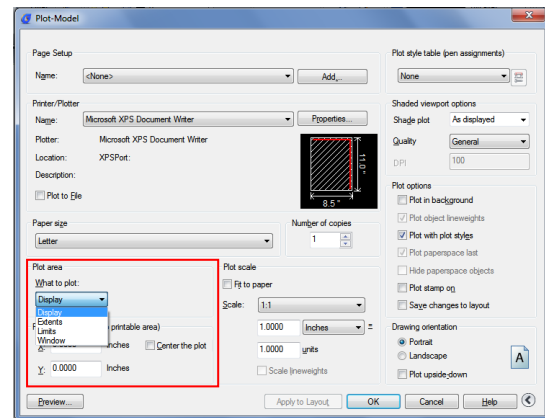 Plot-Model
Page Setup
Name: <None> Add...
Printer/Plotter
Name: Microsoft XPS Document Writer Properties...
Plotter: Microsoft XPS Document Writer
Location: XPSPort:
Description:
Plot to File
11.0 "
8.5 "
Paper size
Letter
Number of copies
1
Plot area
What to plot:
Display
Display
Extents
Limits
Window
printable area)
Inches Center the plot
Y: 0.0000 Inches
Plot scale
Fit to paper
Scale: 1:1
1.0000 Inches =
1.0000 units
Scale lineweights
Plot style table (pen assignments)
None
Shaded viewport options
Shade plot As displayed
Quality General
DPI 100
Plot options
Plot in background
Plot object lineweights
Plot with plot styles
Plot paperspace last
Hide paperspace objects
Plot stamp on
Save changes to layout
Drawing orientation
Portrait
Landscape
Plot upside-down
A
Preview... Apply to Layout OK Cancel Help